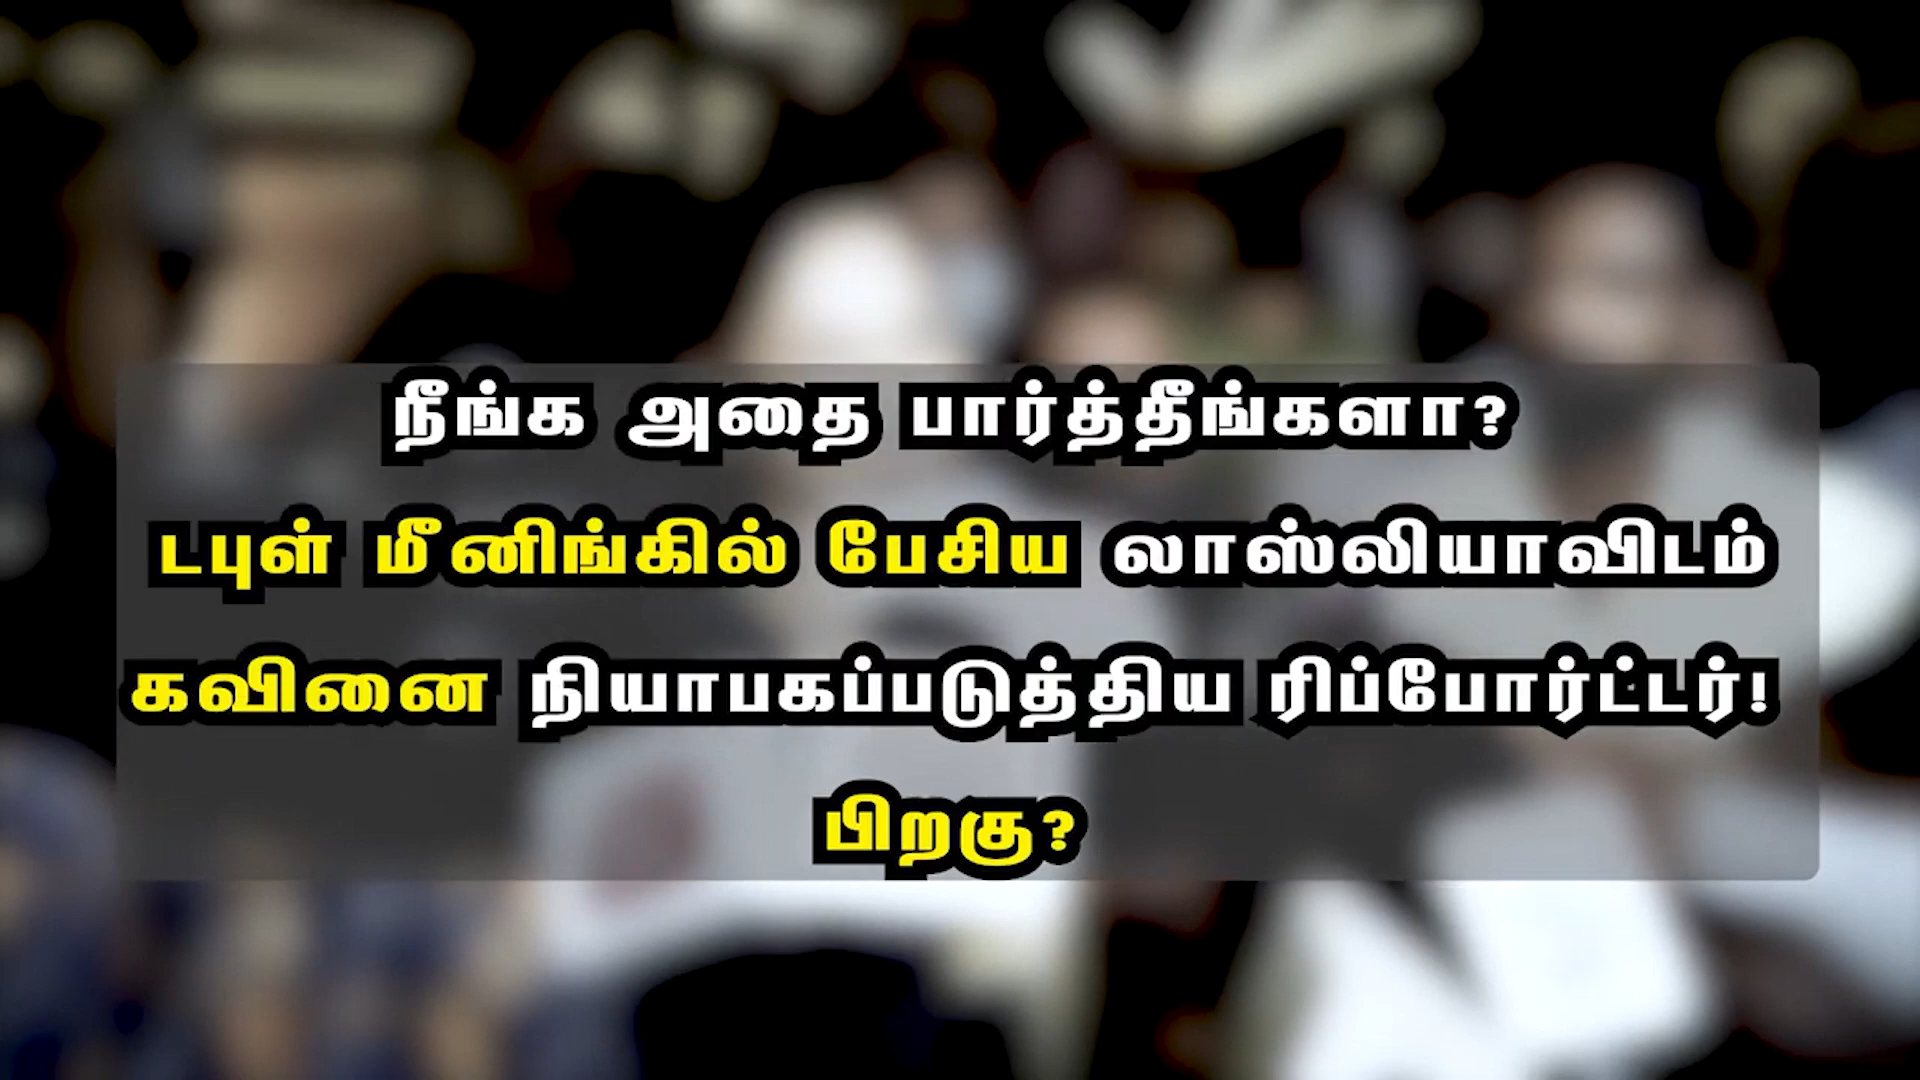 நீங்க அதை பார்த்தீங்களா?
டபுள் மீனிங்கில் பேசிய லாஸ்லியாவிடம்
கவினை நியாபகப்படுத்திய ரிப்போர்ட்டர்!
பிறகு?